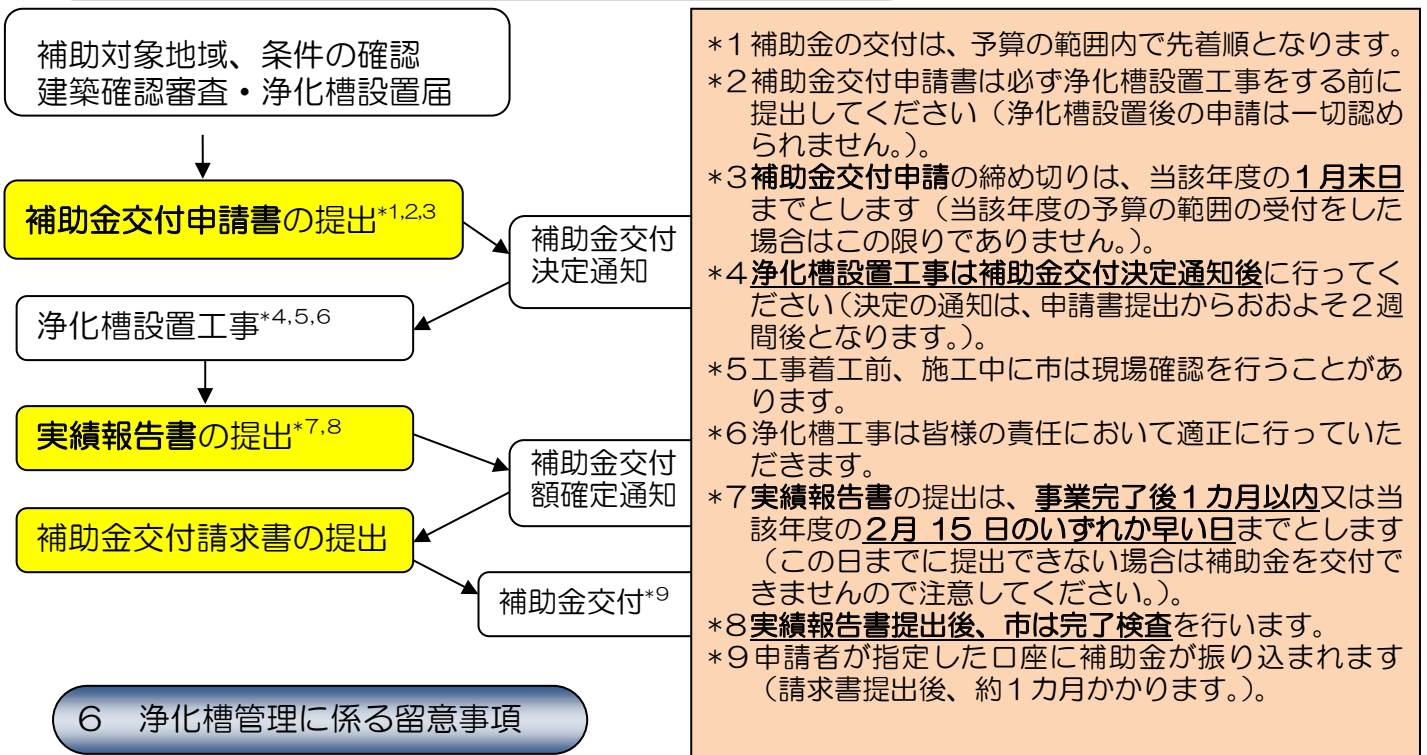 補助対象地域、条件の確認
建築確認審査・浄化槽設置届
補助金交付申請書の提出*1,2,3
補助金交付
決定通知
浄化槽設置工事*4,5,6
実績報告書の提出*7,8
補助金交付
額確定通知
補助金交付請求書の提出
補助金交付*9
6 浄化槽管理に係る留意事項
*1補助金の交付は、予算の範囲内で先着順となります。
*2補助金交付申請書は必ず浄化槽設置工事をする前に
提出してください(浄化槽設置後の申請は一切認め
られません。)。
*3補助金交付申請の締め切りは、当該年度の1月末日
までとします(当該年度の予算の範囲の受付をした
場合はこの限りでありません。)。
*4浄化槽設置工事は補助金交付決定通知後に行ってく
ださい(決定の通知は、申請書提出からおおよそ2週
間後となります。)。
*5工事着工前、施工中に市は現場確認を行うことがあ
ります。
*6浄化槽工事は皆様の責任において適正に行っていた
だきます。
*7実績報告書の提出は、事業完了後1カ月以内又は当
該年度の2月 15 日のいずれか早い日までとします
(この日までに提出できない場合は補助金を交付で
きませんので注意してください。)。
*8実績報告書提出後、市は完了検査を行います。
*9申請者が指定した口座に補助金が振り込まれます
(請求書提出後、約1カ月かかります。)。